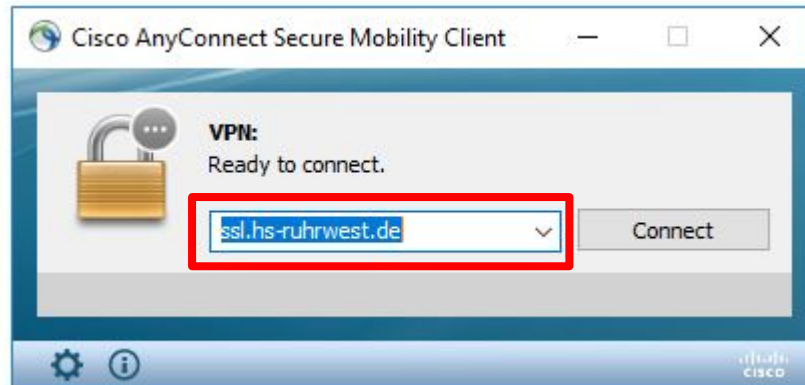 Cisco AnyConnect Secure Mobility Client
VPN:
Ready to connect.
ssl.hs-ruhrwest.de
Connect
CISCO